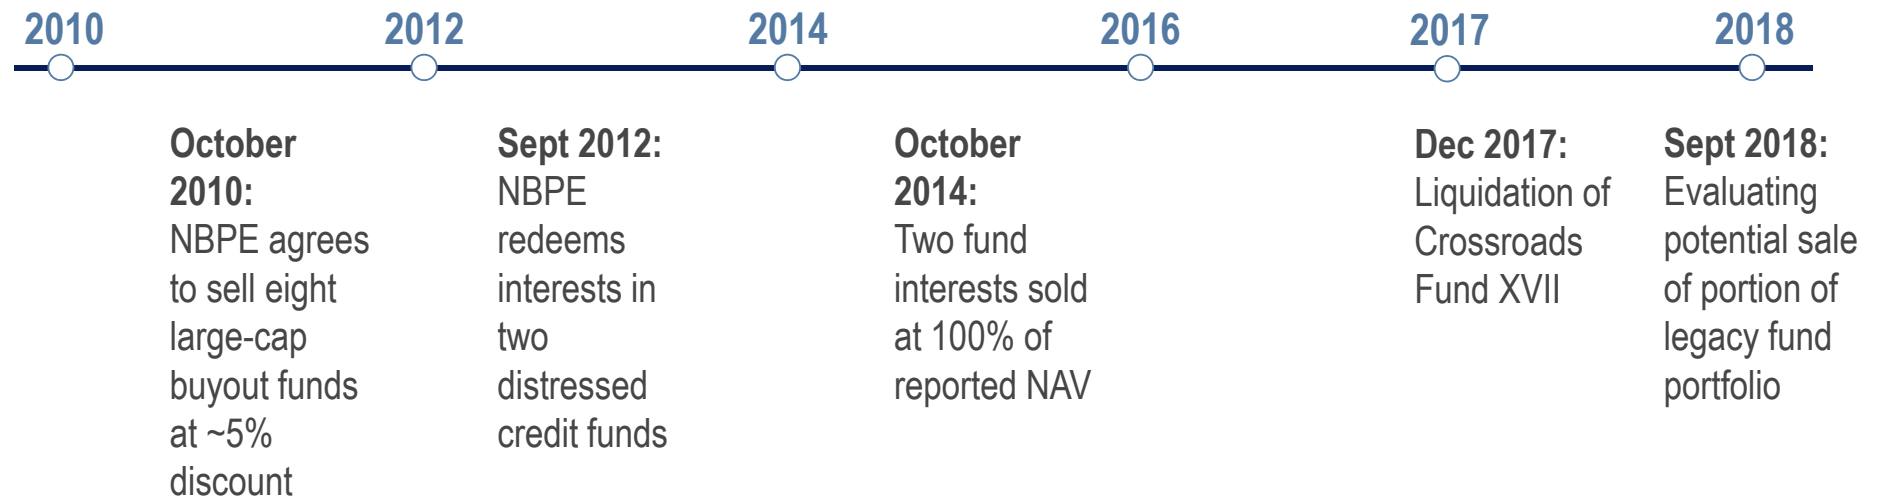 2010 2012 2014 2016 2017 2018
October
2010:
NBPE agrees
to sell eight
large-cap
buyout funds
at ~5%
discount
Sept 2012:
NBPE
redeems
interests in
two
distressed
credit funds
October
2014:
Two fund
interests sold
at 100% of
reported NAV
Dec 2017:
Liquidation of
Crossroads
Fund XVII
Sept 2018:
Evaluating
potential sale
of portion of
legacy fund
portfolio